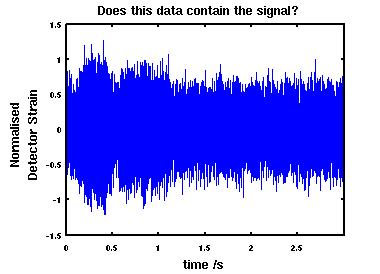 Does this data contain the signal?
1.5
1
0.5
0
-0.5
-1
-1.5
Normalised
Detector Strain
0 0.5 1 1.5 2 2.5
time /s